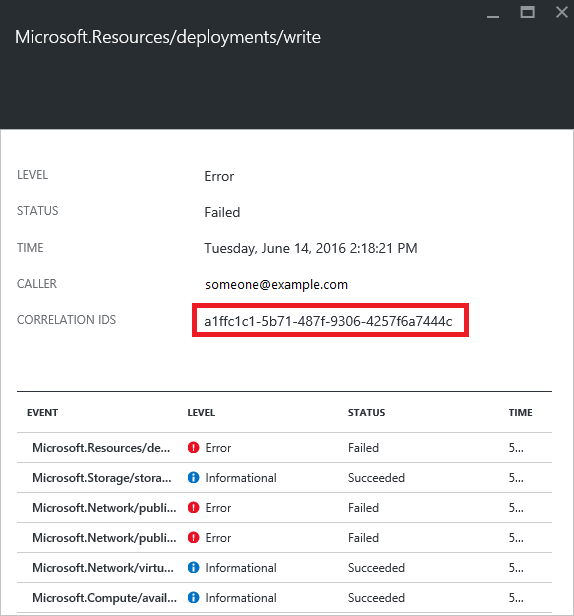 Microsoft.Resources/deployments/write
LEVEL Error
STATUS Failed
TIME Tuesday, June 14, 2016 2:18:21 PM
CALLER someone@example.com
CORRELATION IDS a1ffc1c1-5b71-487f-9306-4257f6a7444c
EVENT LEVEL STATUS TIME
Microsoft.Resources/de... Error Failed 5...
Microsoft.Storage/stora... Informational Succeeded 5...
Microsoft.Network/publi... Error Failed 5...
Microsoft.Network/publi... Error Failed 5...
Microsoft.Network/virtu... Informational Succeeded 5...
Microsoft.Compute/avail... Informational Succeeded 5...